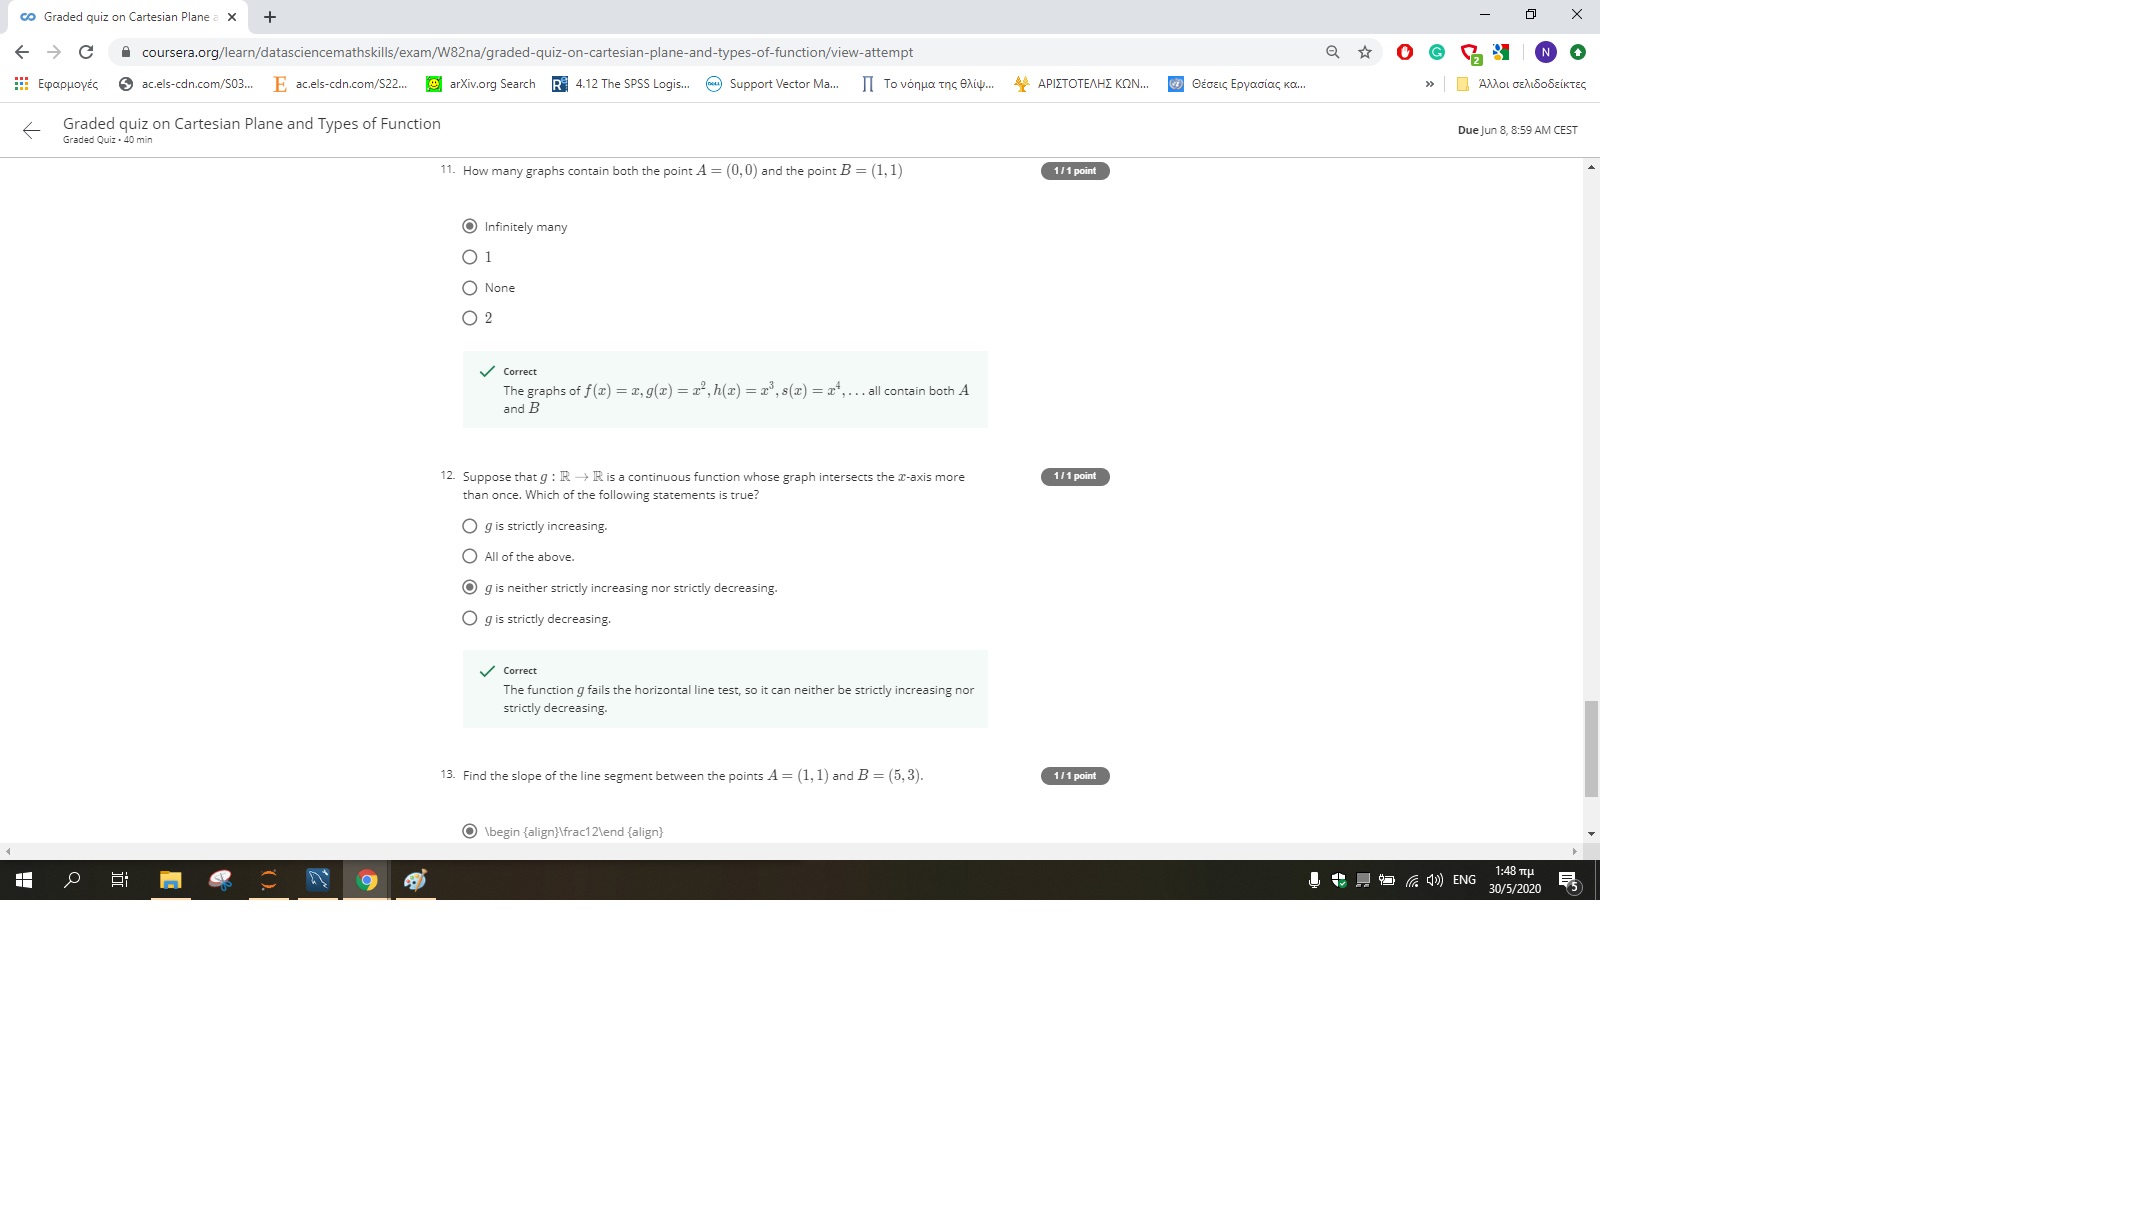 Graded quiz on Cartesian Plane
coursera.org/learn/datasciencemathskills/exam/W82na/graded-quiz-on-cartesian-plane-and-types-of-function/view-attempt
2
N
Εφαρμογές
ac.els-cdn.com/S03...
E ac.els-cdn.com/S22...
arXiv.org Search
4.12 The SPSS Logis...
Support Vector Ma...
Το νόημα της θλίψ...
ΑΡΙΣΤΟΤΕΛΗΣ ΚΩΝ...
Θέσεις Εργασίας κα...
»
Άλλοι σελιδοδείκτες
Graded quiz on Cartesian Plane and Types of Function
Graded Quiz • 40 min
Due Jun 8, 8:59 AM CEST
11. How many graphs contain both the point A = (0, 0) and the point B = (1, 1)
1 / 1 point
Infinitely many
1
None
2
Correct
The graphs of f(x) = x, g(x) = x², h(x) = x³, s(x) = x⁴, . . . all contain both A
and B
12. Suppose that g : ℝ → ℝ is a continuous function whose graph intersects the x-axis more
than once. Which of the following statements is true?
1 / 1 point
g is strictly increasing.
All of the above.
g is neither strictly increasing nor strictly decreasing.
g is strictly decreasing.
Correct
The function g fails the horizontal line test, so it can neither be strictly increasing nor
strictly decreasing.
13. Find the slope of the line segment between the points A = (1, 1) and B = (5, 3).
1 / 1 point
\begin {align}\frac12\end {align}
ENG
1:48 πμ
30/5/2020
5